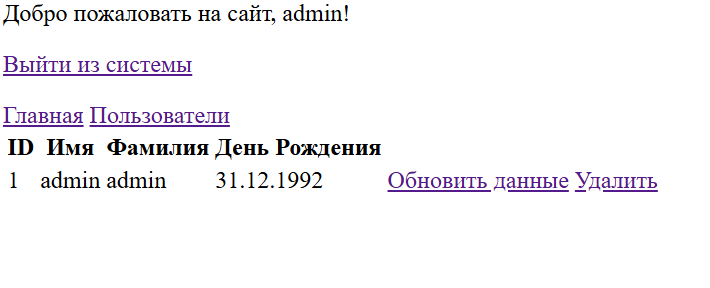 Добро пожаловать на сайт, admin!
Выйти из системы
Главная Пользователи
ID Имя Фамилия День Рождения
1 admin admin 31.12.1992 Обновить данные Удалить